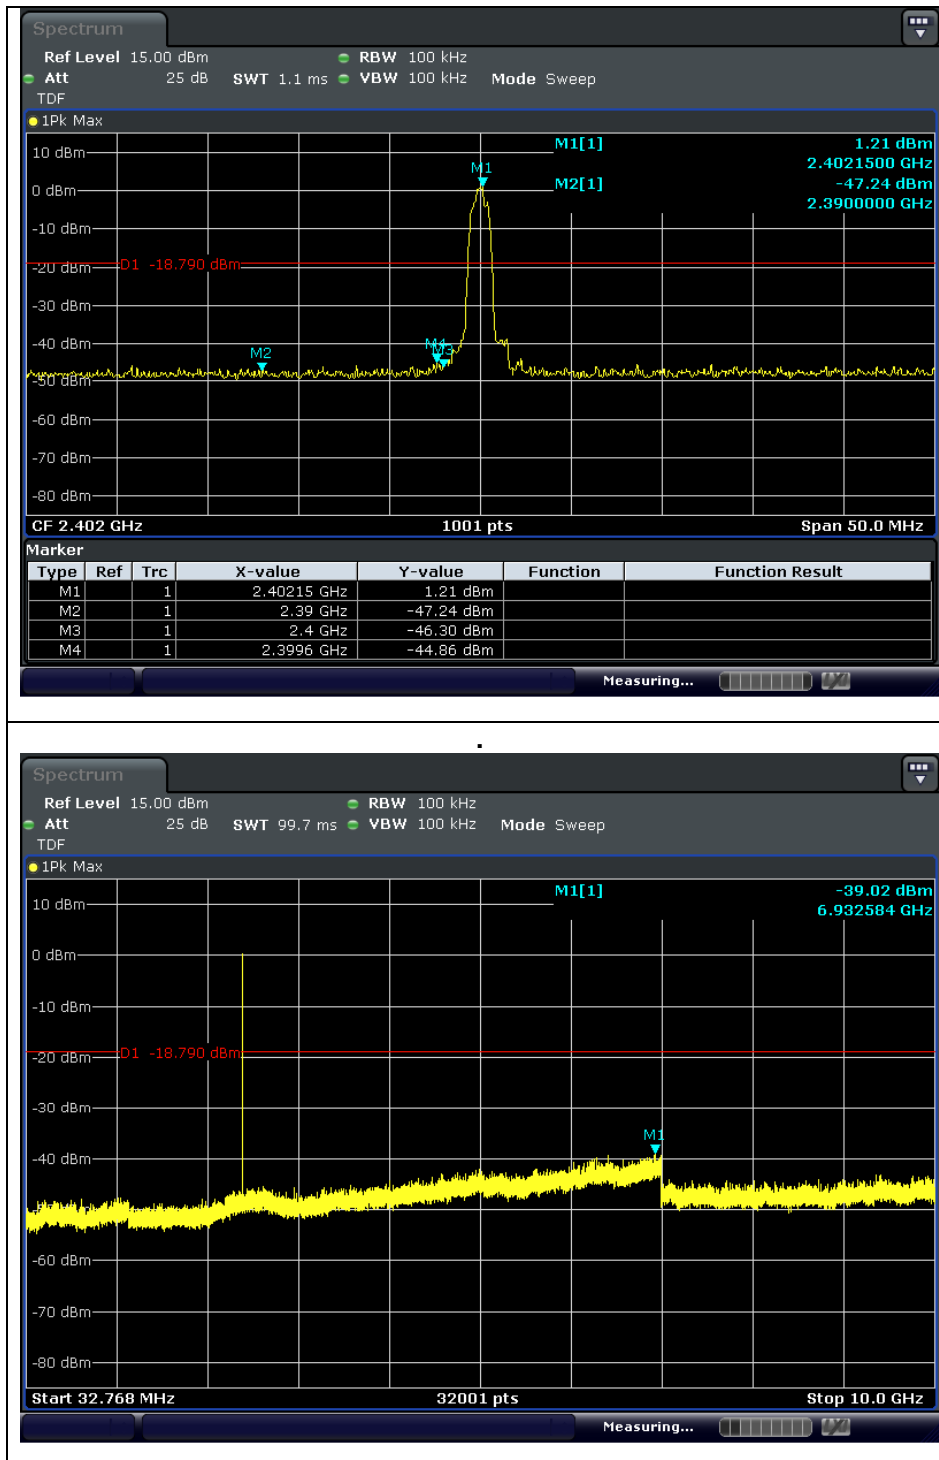 Spectrum
Ref Level 15.00 dBm RBW 100 kHz
Att 25 dB SWT 1.1 ms VBW 100 kHz Mode Sweep
TDF
1Pk Max
M1[1] 1.21 dBm
2.4021500 GHz
M2[1] -47.24 dBm
2.3900000 GHz
10 dBm
M1
0 dBm
-10 dBm
D1 -18.790 dBm
-20 dBm
-30 dBm
-40 dBm
M2
M4
M3
-50 dBm
-60 dBm
-70 dBm
-80 dBm
CF 2.402 GHz 1001 pts Span 50.0 MHz
Marker
Type Ref Trc X-value Y-value Function Function Result
M1 1 2.40215 GHz 1.21 dBm
M2 1 2.39 GHz -47.24 dBm
M3 1 2.4 GHz -46.30 dBm
M4 1 2.3996 GHz -44.86 dBm
Measuring...
.
Spectrum
Ref Level 15.00 dBm RBW 100 kHz
Att 25 dB SWT 99.7 ms VBW 100 kHz Mode Sweep
TDF
1Pk Max
M1[1] -39.02 dBm
6.932584 GHz
10 dBm
0 dBm
-10 dBm
D1 -18.790 dBm
-20 dBm
-30 dBm
M1
-40 dBm
-60 dBm
-70 dBm
-80 dBm
Start 32.768 MHz 32001 pts Stop 10.0 GHz
Measuring...